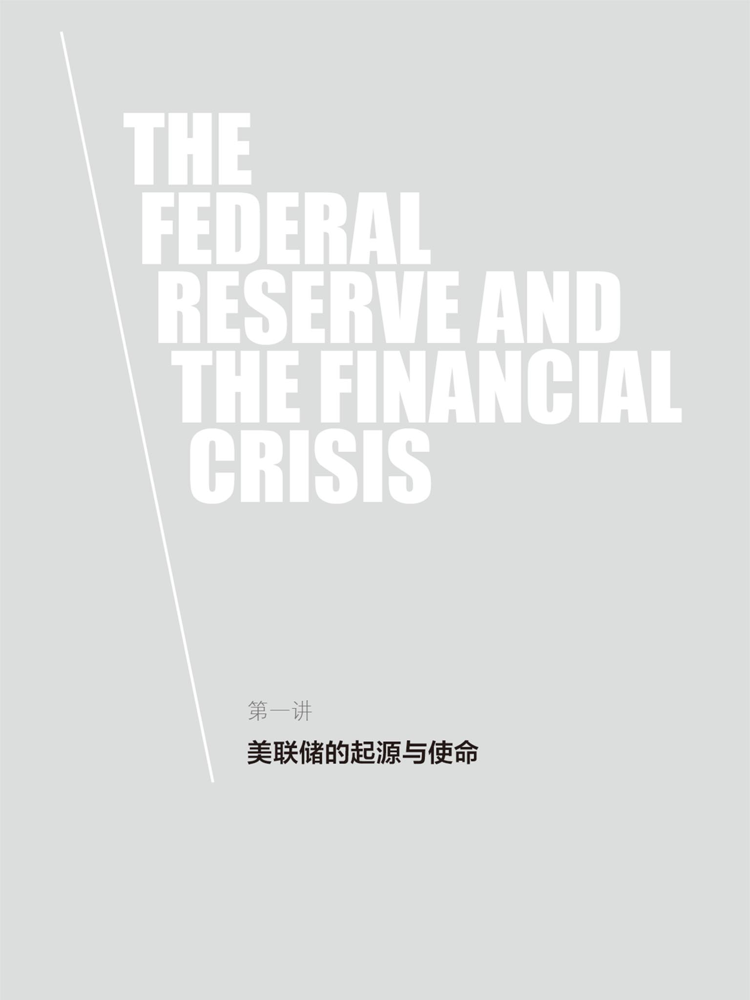 THE
FEDERAL
RESERVE AND
THE FINANCIAL
CRISIS
第一讲
美联储的起源与使命